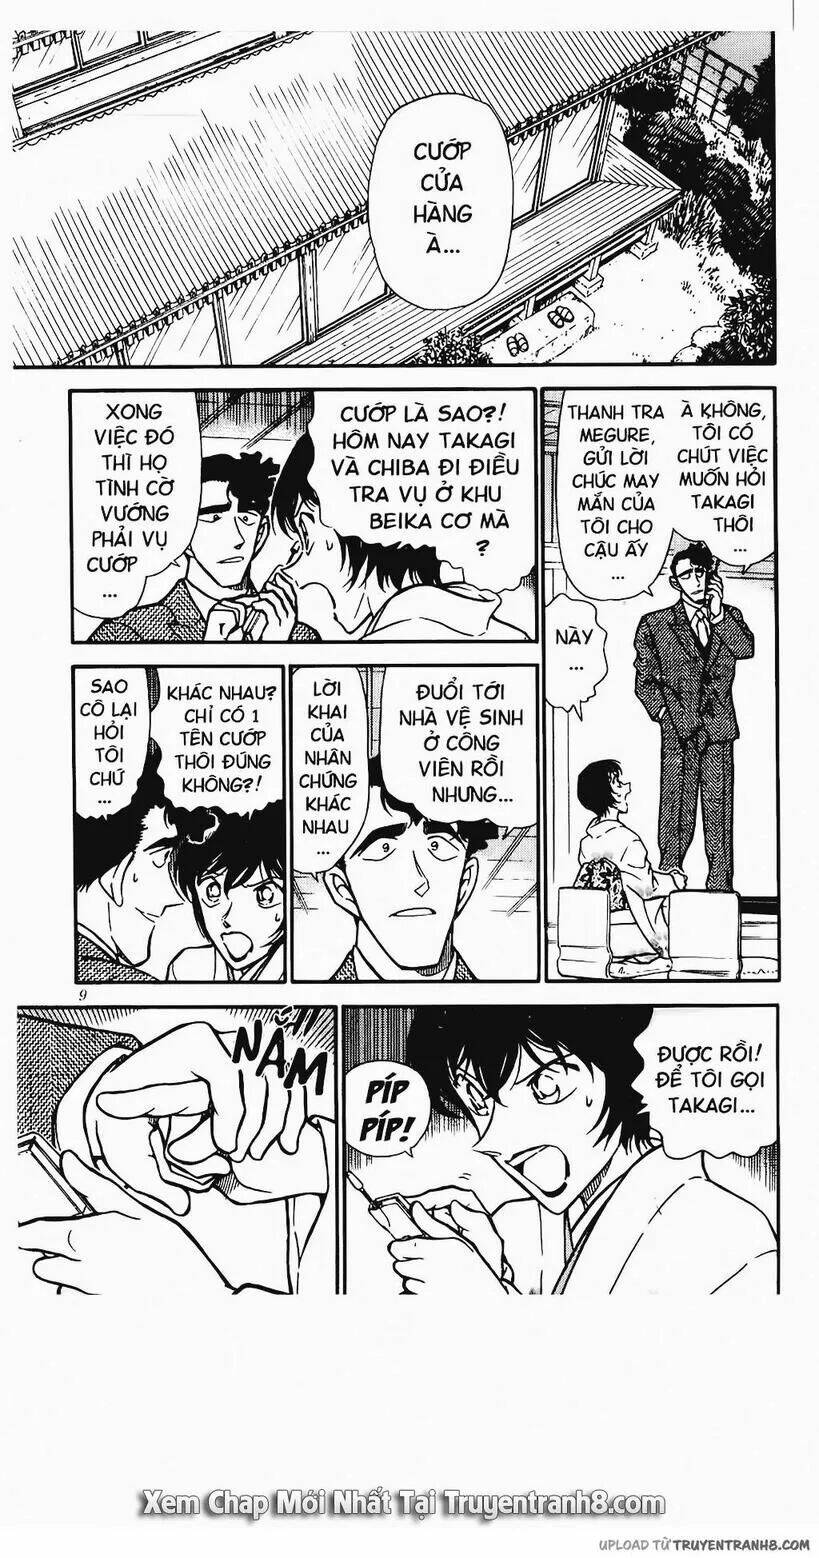 CƯỚP
CỬA
HÀNG
À...
À KHÔNG,
TÔI CÓ
CHÚT VIỆC
MUỐN HỎI
TAKAGI
THÔI
...
THANH TRA
MEGURE,
GỬI LỜI
CHÚC MAY
MẮN CỦA
TÔI CHO
CẬU ẤY
...
NÀY
...
CƯỚP LÀ SAO?!
HÔM NAY TAKAGI
VÀ CHIBA ĐI ĐIỀU
TRA VỤ Ở KHU
BEIKA CƠ MÀ
?
XONG
VIỆC ĐÓ
THÌ HỌ
TÌNH CỜ
VƯỚNG
PHẢI VỤ
CƯỚP
...
ĐUỔI TỚI
NHÀ VỆ SINH
Ở CÔNG
VIÊN RỒI
NHƯNG...
LỜI
KHAI
CỦA
NHÂN
CHỨNG
KHÁC
NHAU
...
KHÁC NHAU?
CHỈ CÓ 1
TÊN CƯỚP
THÔI ĐÚNG
KHÔNG?!
SAO
CÔ LẠI
HỎI
TÔI
CHỨ
...
9
ĐƯỢC RỒI!
ĐỂ TÔI GỌI
TAKAGI...
PÍP
PÍP!
NẮM
Xem Chap Mới Nhất Tại Truyentranh8.com
UPLOAD TỪ TRUYENTRANH8.COM